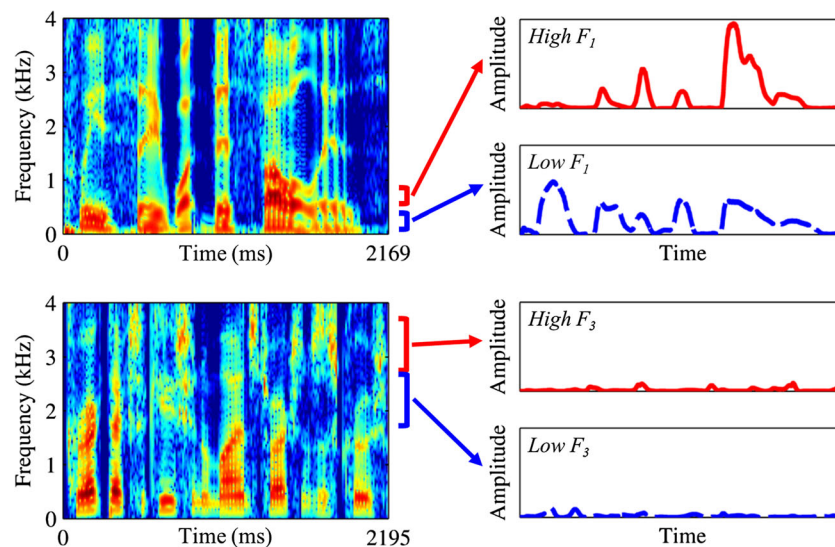 Frequency (kHz)
4
3
2
1
0
0
Time (ms)
2169
Amplitude
High F₁
Amplitude
Low F₁
Time
Frequency (kHz)
4
3
2
1
0
0
Time (ms)
2195
Amplitude
High F₃
Amplitude
Low F₃
Time